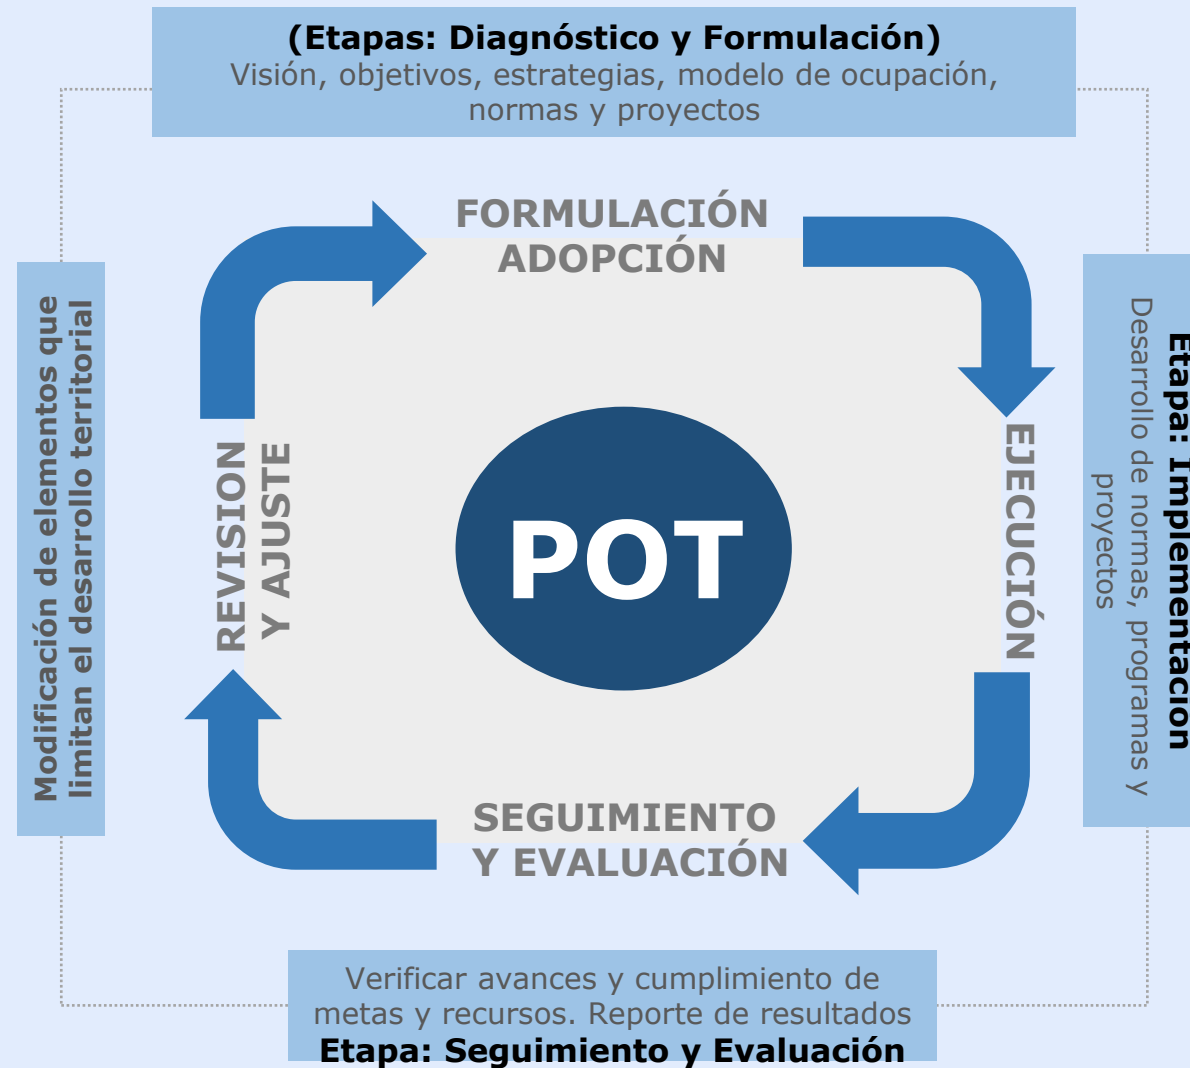 (Etapas: Diagnóstico y Formulación)
Visión, objetivos, estrategias, modelo de ocupación,
normas y proyectos
FORMULACIÓN
ADOPCIÓN
Modificación de elementos que
limitan el desarrollo territorial
REVISION
Y AJUSTE
POT
EJECUCIÓN
Etapa: Implementación
Desarrollo de normas, programas y
proyectos
SEGUIMIENTO
Y EVALUACIÓN
Verificar avances y cumplimiento de
metas y recursos. Reporte de resultados
Etapa: Seguimiento y Evaluación